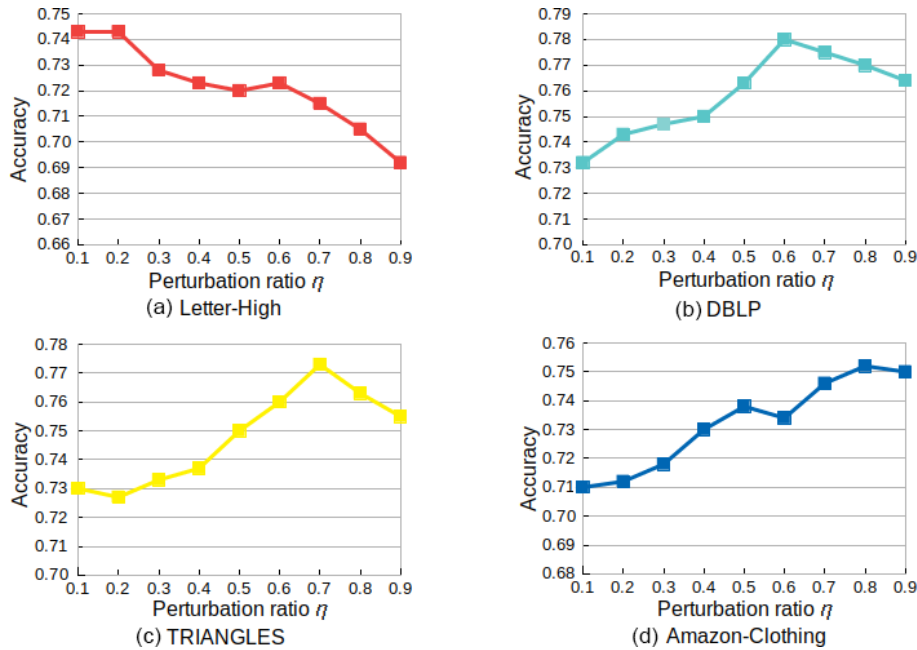 0.75
0.74
0.73
0.72
0.71
0.70
0.69
0.68
0.67
0.66
Accuracy
0.1 0.2 0.3 0.4 0.5 0.6 0.7 0.8 0.9
Perturbation ratio η
(a) Letter-High
0.79
0.78
0.77
0.76
0.75
0.74
0.73
0.72
0.71
0.70
Accuracy
0.1 0.2 0.3 0.4 0.5 0.6 0.7 0.8 0.9
Perturbation ratio η
(b) DBLP
0.78
0.77
0.76
0.75
0.74
0.73
0.72
0.71
0.70
Accuracy
0.1 0.2 0.3 0.4 0.5 0.6 0.7 0.8 0.9
Perturbation ratio η
(c) TRIANGLES
0.76
0.75
0.74
0.73
0.72
0.71
0.70
0.69
0.68
Accuracy
0.1 0.2 0.3 0.4 0.5 0.6 0.7 0.8 0.9
Perturbation ratio η
(d) Amazon-Clothing